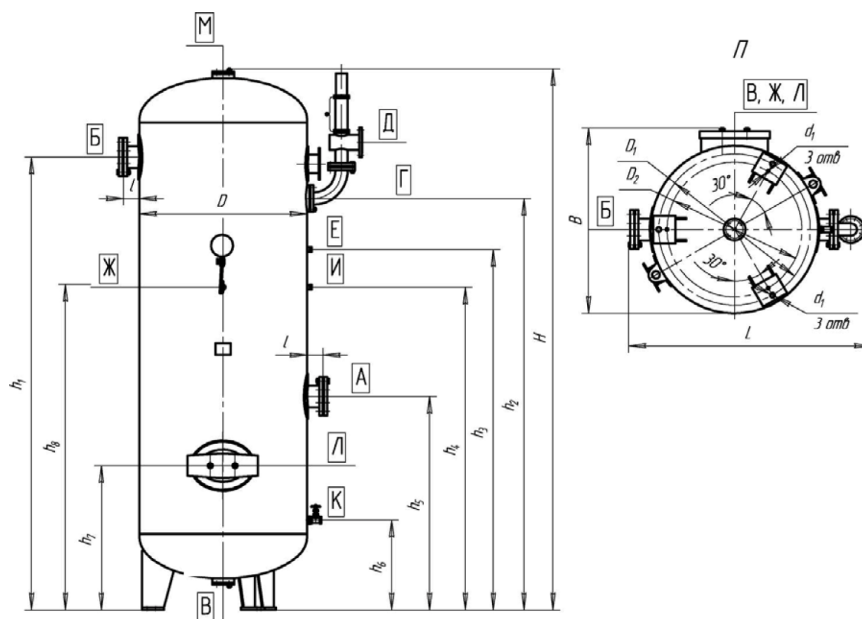 М
П
В, Ж, Л
Б
Д
Г
l
D
D₁
D₂
30°
d₁
3 отв
B
Б
Е
Ж
И
30°
d₁
3 отв
L
H
l
А
h₁
h₈
h₂
h₃
h₄
h₅
Л
К
h₇
h₆
В